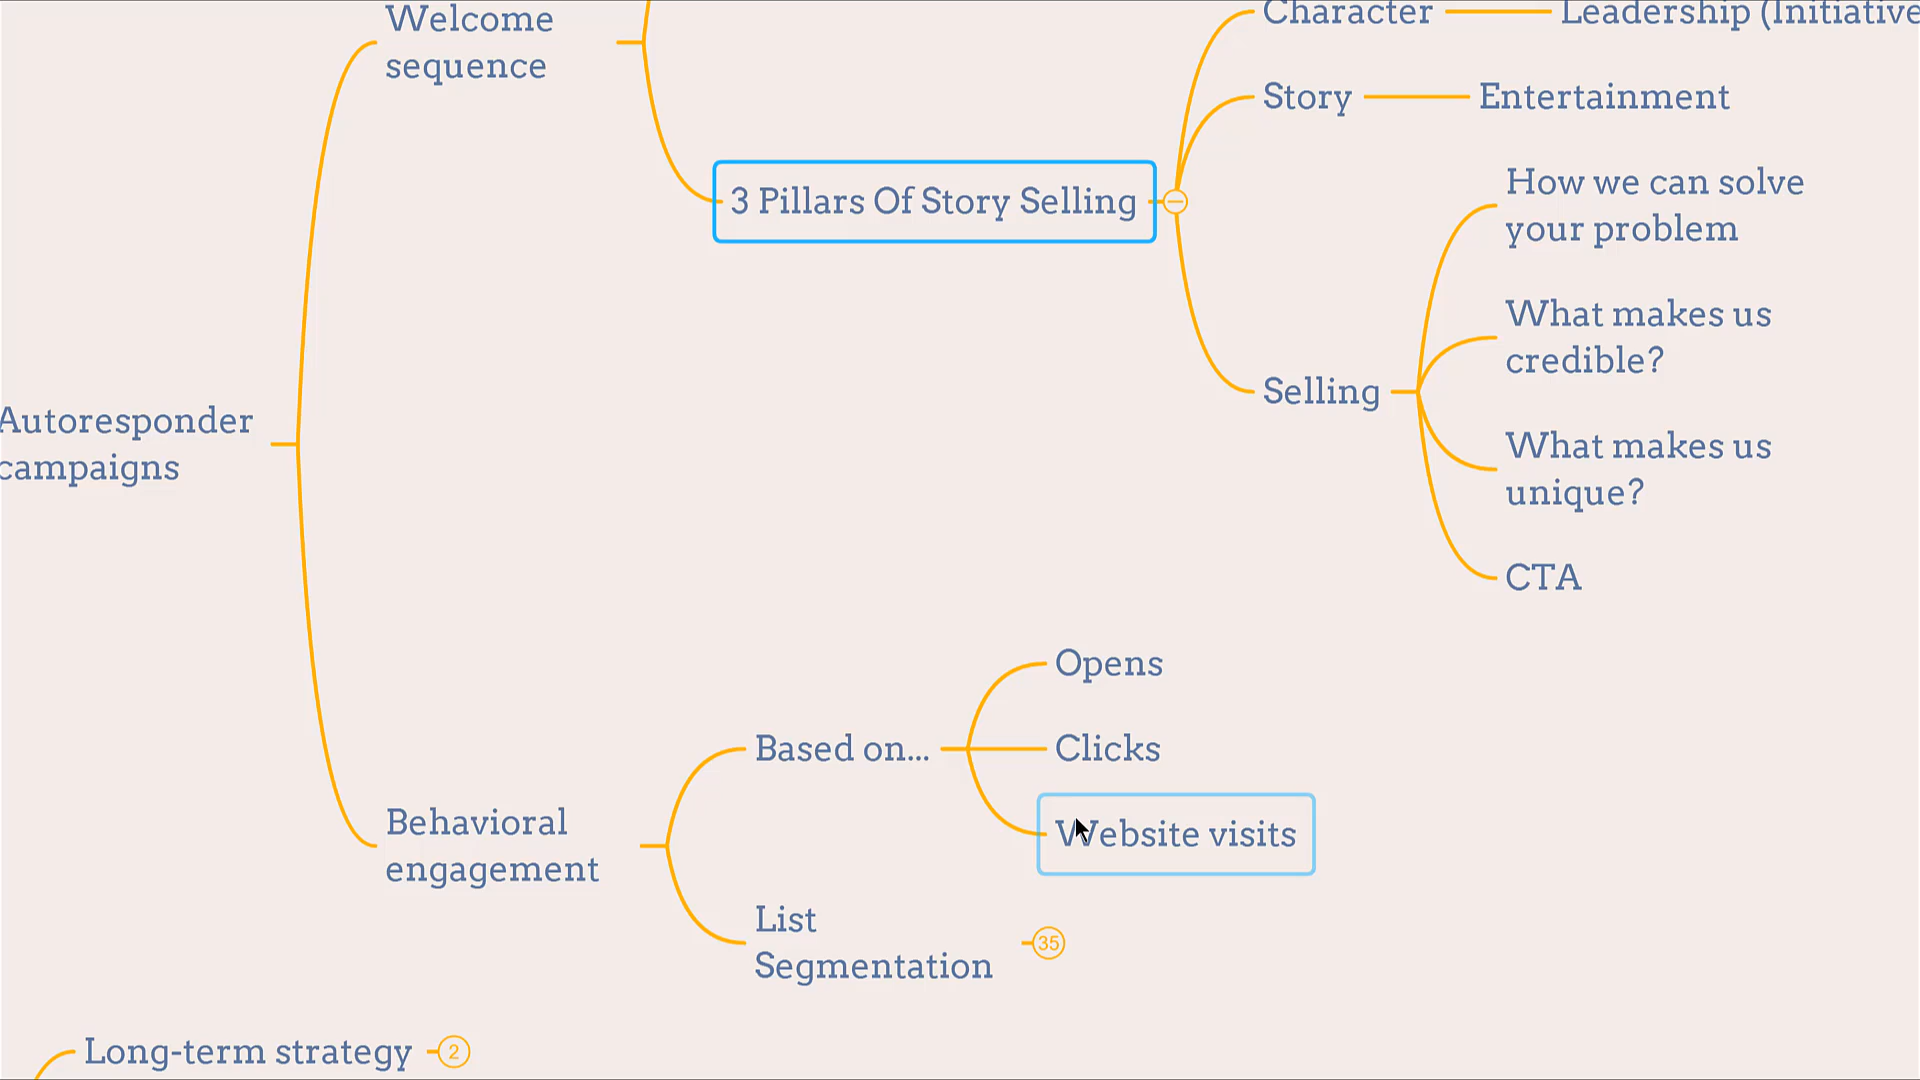 Welcome
sequence
Character
Leadership (Initiative
Story
Entertainment
3 Pillars Of Story Selling
How we can solve
your problem
What makes us
credible?
Selling
What makes us
unique?
CTA
Autoresponder
campaigns
Opens
Based on...
Clicks
Website visits
Behavioral
engagement
List
Segmentation
35
Long-term strategy
2